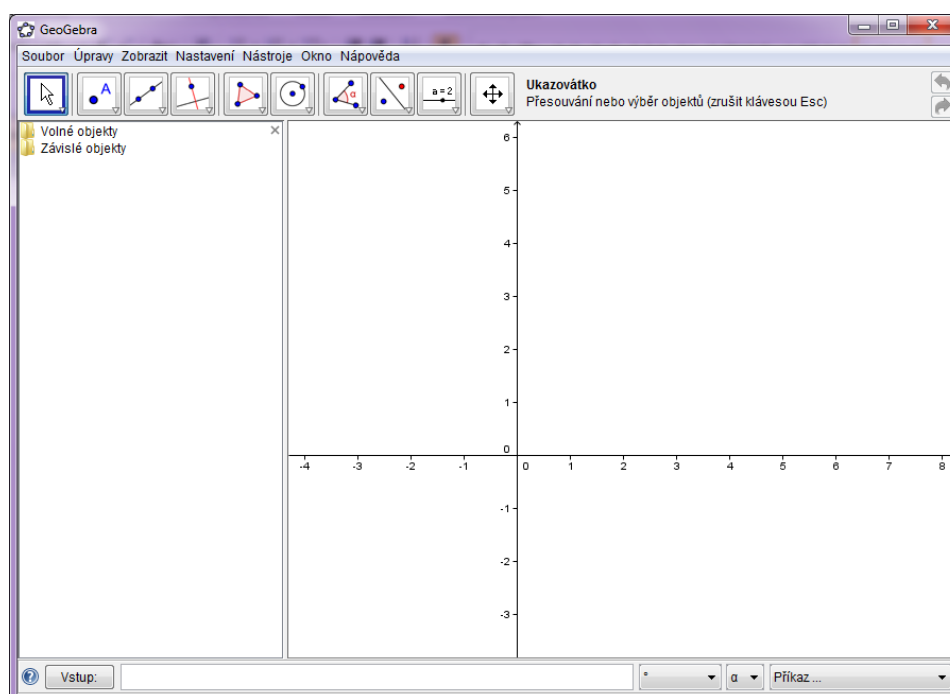 GeoGebra
Soubor Úpravy Zobrazit Nastavení Nástroje Okno Nápověda
A
α
a = 2
Ukazovátko
Přesouvání nebo výběr objektů (zrušit klávesou Esc)
Volné objekty
Závislé objekty
6
5
4
3
2
1
0
-4 -3 -2 -1 0 1 2 3 4 5 6 7 8
-1
-2
-3
Vstup:
° α Příkaz ...